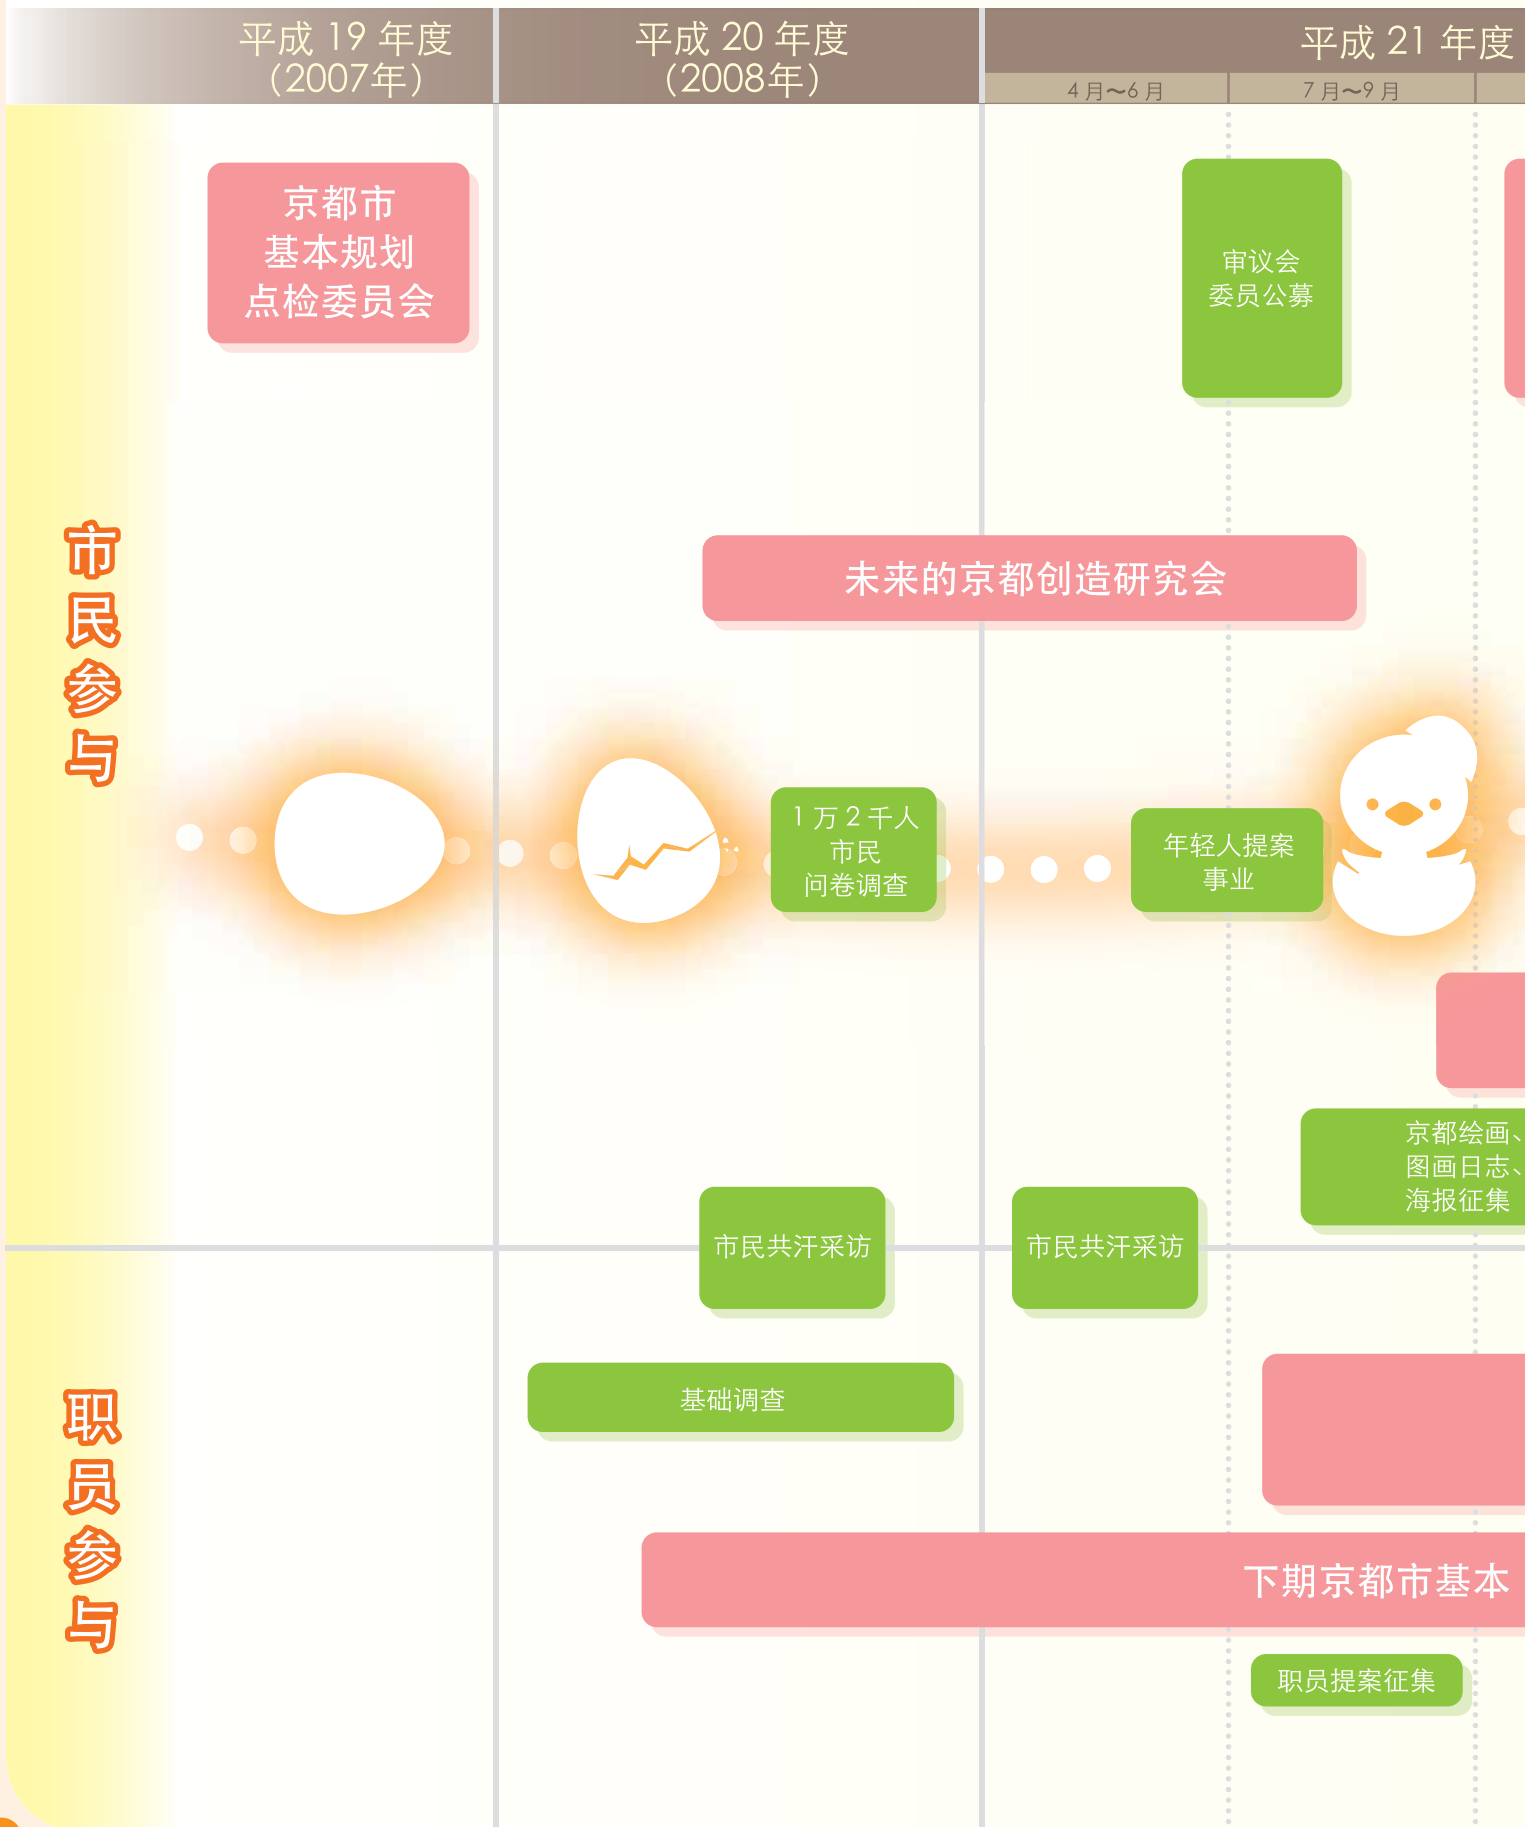 平成 19 年度
（2007年）
平成 20 年度
（2008年）
平成 21 年度
4 月〜6 月
7 月〜9 月
市民参与
京都市
基本规划
点检委员会
审议会
委员公募
未来的京都创造研究会
1 万 2 千人
市民
问卷调查
年轻人提案
事业
京都绘画、
图画日志、
海报征集
市民共汗采访
市民共汗采访
职员参与
基础调查
下期京都市基本
职员提案征集